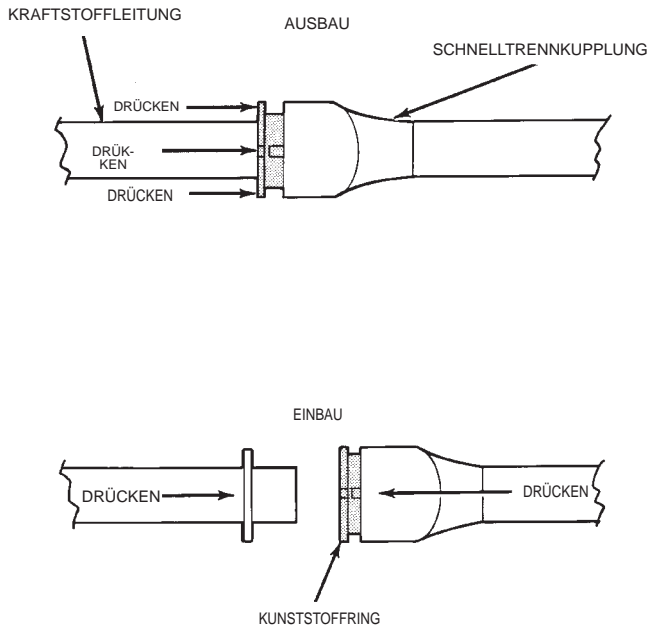 KRAFTSTOFFLEITUNG
AUSBAU
SCHNELLTRENNKUPPLUNG
DRÜCKEN
DRÜK-
KEN
DRÜCKEN
EINBAU
DRÜCKEN
DRÜCKEN
KUNSTSTOFFRING